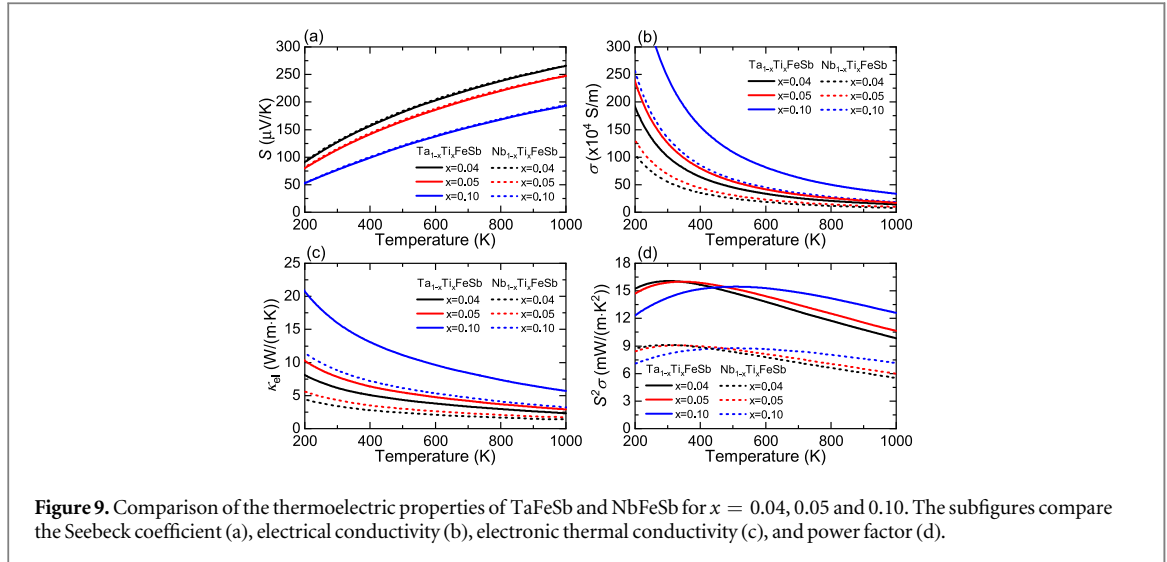 (a)
300
250
200
150
100
50
0
S (μV/K)
Ta₁₋ₓTiₓFeSb Nb₁₋ₓTiₓFeSb
x=0.04 x=0.04
x=0.05 x=0.05
x=0.10 x=0.10
200 400 600 800 1000
Temperature (K)
(b)
300
250
200
150
100
50
0
σ (x10⁴ S/m)
Ta₁₋ₓTiₓFeSb Nb₁₋ₓTiₓFeSb
x=0.04 x=0.04
x=0.05 x=0.05
x=0.10 x=0.10
200 400 600 800 1000
Temperature (K)
(c)
25
20
15
10
5
0
κₑₗ (W/(m·K))
Ta₁₋ₓTiₓFeSb Nb₁₋ₓTiₓFeSb
x=0.04 x=0.04
x=0.05 x=0.05
x=0.10 x=0.10
200 400 600 800 1000
Temperature (K)
(d)
18
15
12
9
6
3
0
S²σ (mW/(m·K²))
Ta₁₋ₓTiₓFeSb Nb₁₋ₓTiₓFeSb
x=0.04 x=0.04
x=0.05 x=0.05
x=0.10 x=0.10
200 400 600 800 1000
Temperature (K)
Figure 9. Comparison of the thermoelectric properties of TaFeSb and NbFeSb for x = 0.04, 0.05 and 0.10. The subfigures compare
the Seebeck coefficient (a), electrical conductivity (b), electronic thermal conductivity (c), and power factor (d).